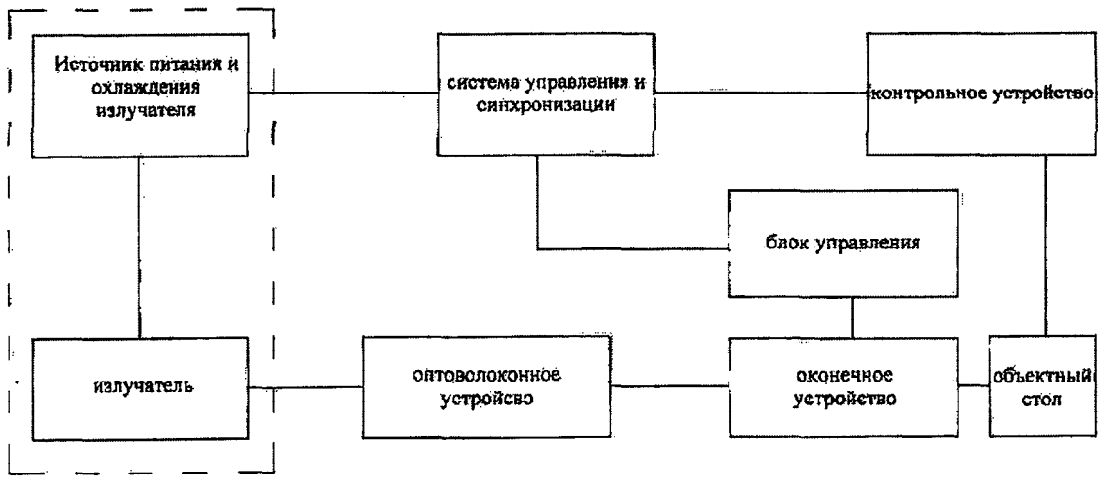 Источник питания и
охлаждения
излучателя
система управления и
синхронизации
контрольное устройство
блок управления
излучатель
оптоволоконное
устройсво
оконечное
устройство
объектный
стол